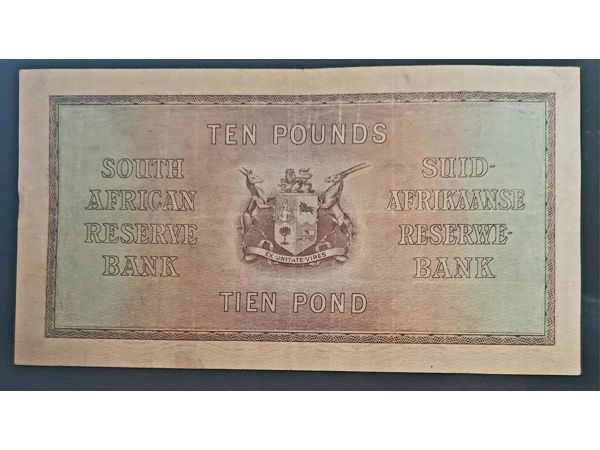 TEN POUNDS
SOUTH
AFRICAN
RESERVE
BANK
SUID-
AFRIKAANSE
RESERWE-
BANK
EX UNITATE VIRES
TIEN POND